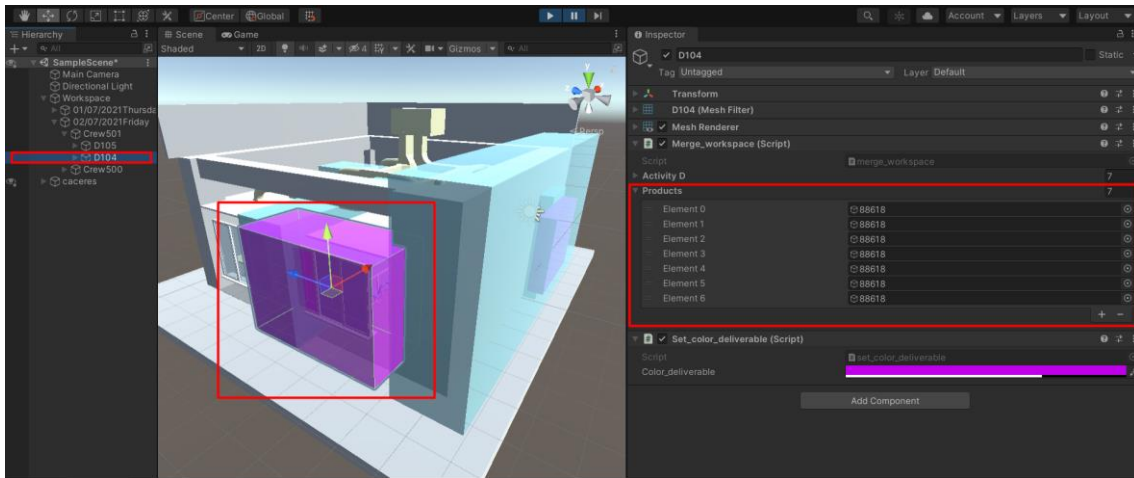 Center Global Account Layers Layout
Hierarchy
All
SampleScene*
Main Camera
Directional Light
Workspace
01/07/2021Thursda
02/07/2021Friday
Crew501
D105
D104
Crew500
caceres
Scene Game
Shaded 2D 4 Gizmos All
y
z
Persp
Inspector
D104 Static
Tag Untagged Layer Default
Transform
D104 (Mesh Filter)
Mesh Renderer
Merge_workspace (Script)
Script merge_workspace
Activity D 7
Products 7
Element 0 88618
Element 1 88618
Element 2 88618
Element 3 88618
Element 4 88618
Element 5 88618
Element 6 88618
Set_color_deliverable (Script)
Script set_color_deliverable
Color_deliverable
Add Component